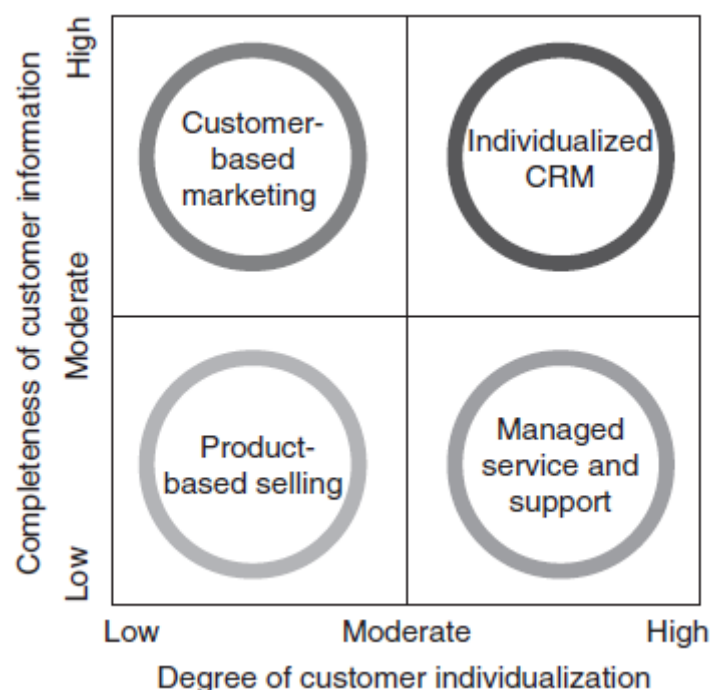 Completeness of customer information
High
Moderate
Low
Customer-
based
marketing
Individualized
CRM
Product-
based selling
Managed
service and
support
Low
Moderate
High
Degree of customer individualization